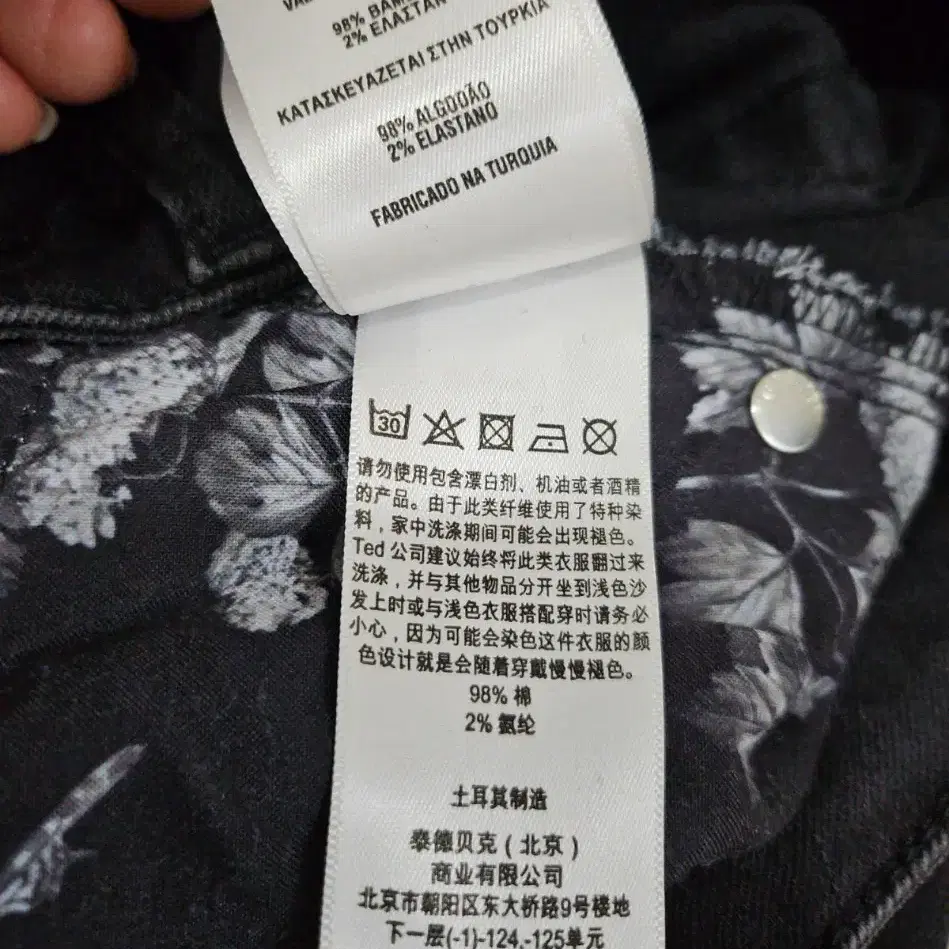 98% ΒΑΜ
2% ΕΛΑΣΤΑΝ
ΚΑΤΑΣΚΕΥΑΖΕΤΑΙ ΣΤΗΝ ΤΟΥΡΚΙΑ
98% ALGODÃO
2% ELASTANO
FABRICADO NA TURQUIA
30
请勿使用包含漂白剂、机油或者酒精
的产品。由于此类纤维使用了特种染
料，家中洗涤期间可能会出现褪色。
Ted 公司建议始终将此类衣服翻过来
洗涤，并与其他物品分开坐到浅色沙
发上时或与浅色衣服搭配穿时请务必
小心，因为可能会染色这件衣服的颜
色设计就是会随着穿戴慢慢褪色。
98% 棉
2% 氨纶
土耳其制造
泰德贝克（北京）
商业有限公司
北京市朝阳区东大桥路9号楼地
下一层(-1)-124,-125单元